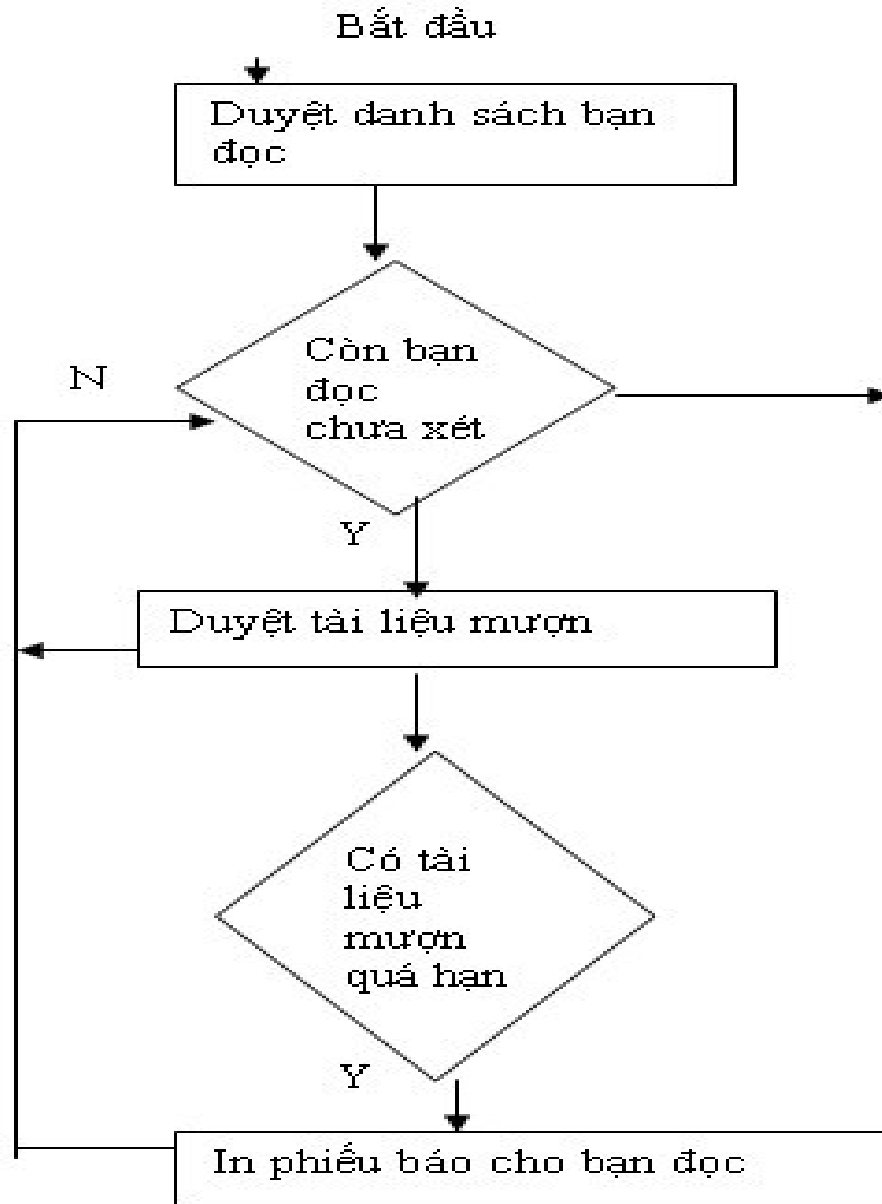 Bắt đầu
Duyệt danh sách bạn
đọc
Còn bạn
đọc
chưa xét
N
Y
Duyệt tài liệu mượn
Có tài
liệu
mượn
quá hạn
Y
In phiếu báo cho bạn đọc